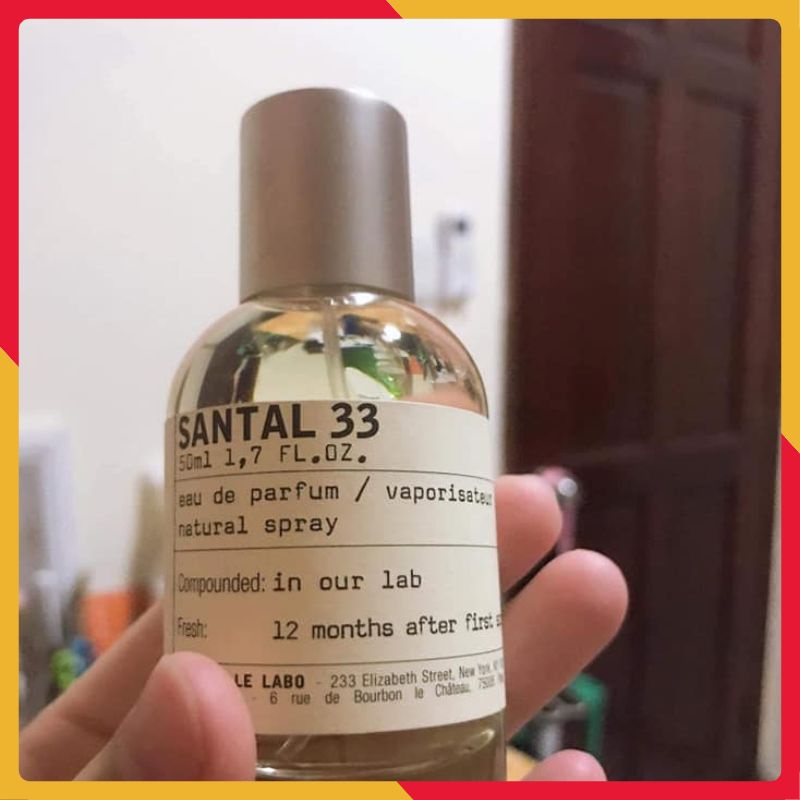 SANTAL 33
50ml 1,7 FL.OZ.
eau de parfum / vaporisateur
natural spray
Compounded: in our lab
Fresh: 12 months after first
LE LABO - 233 Elizabeth Street, New York,
- 6 rue de Bourbon le Château,